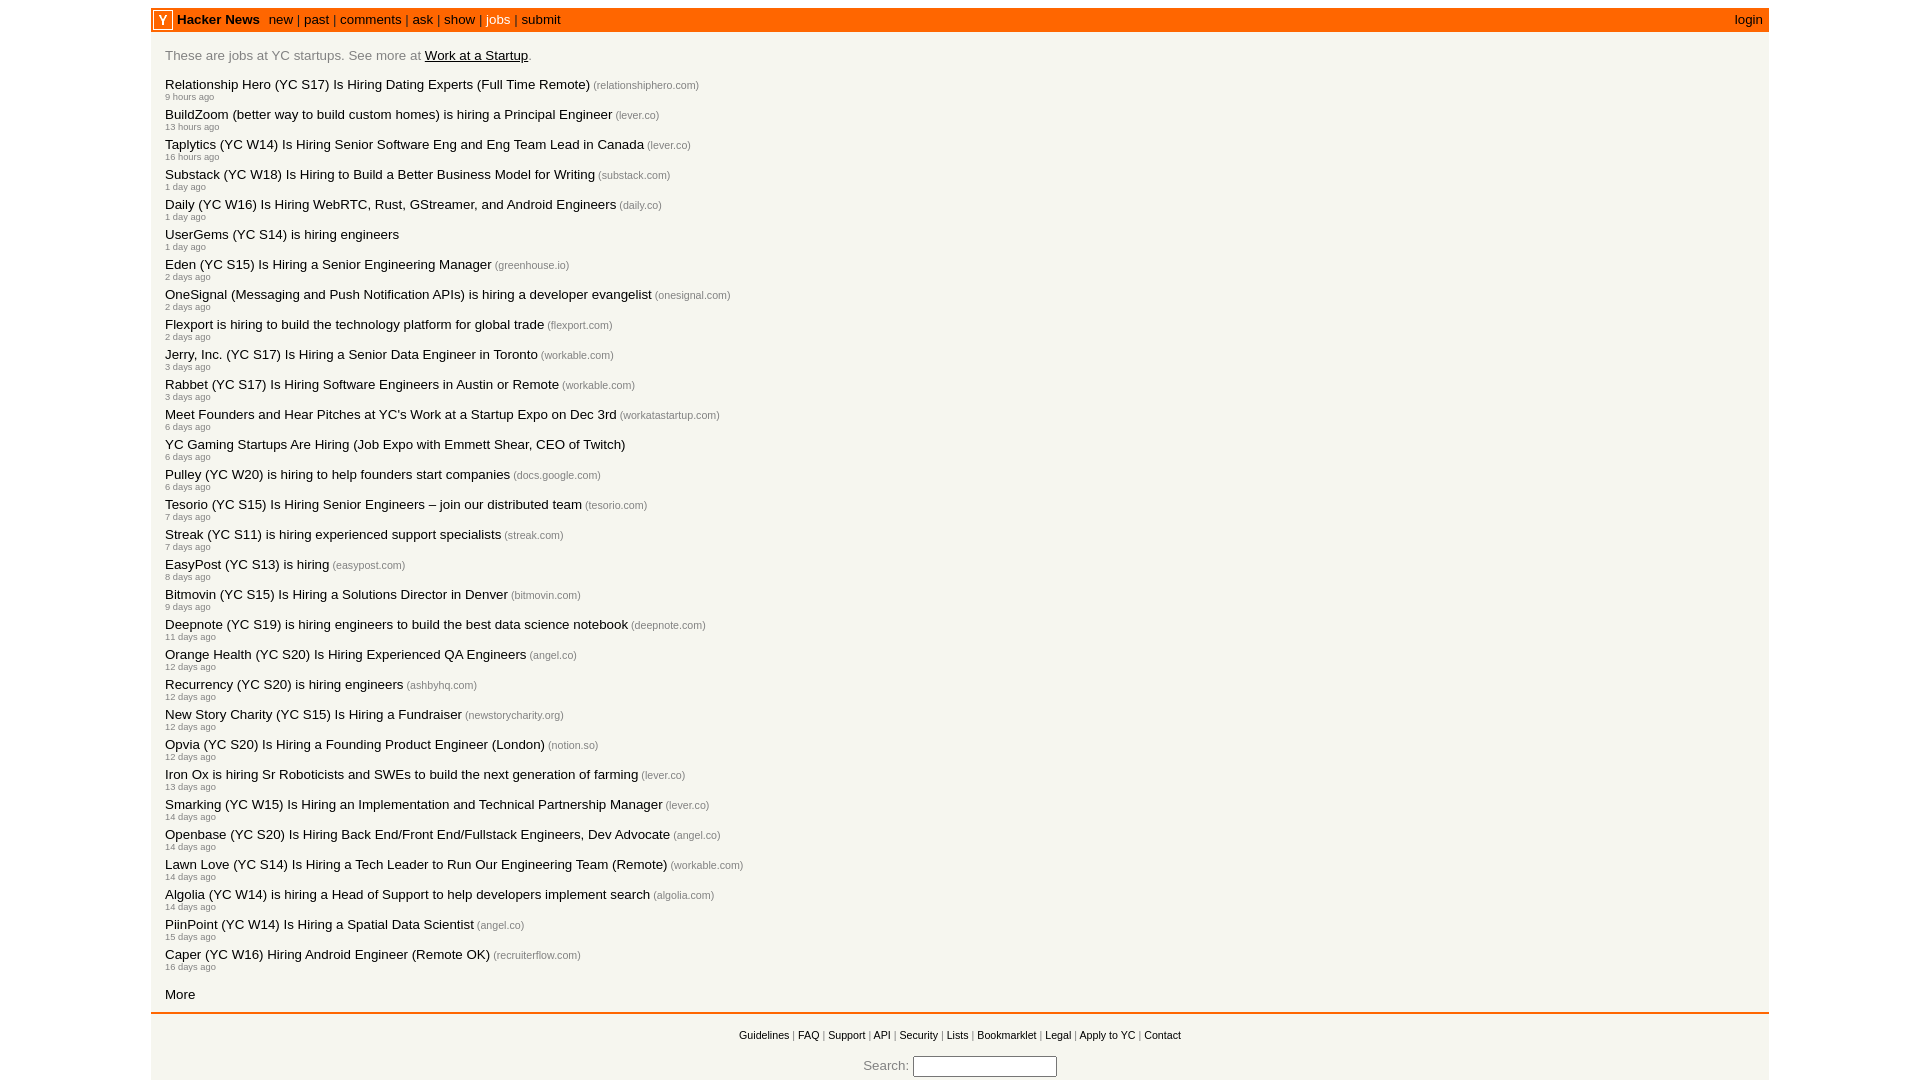 Y Hacker News new | past | comments | ask | show | jobs | submit login
These are jobs at YC startups. See more at Work at a Startup.
Relationship Hero (YC S17) Is Hiring Dating Experts (Full Time Remote) (relationshiphero.com)
9 hours ago
BuildZoom (better way to build custom homes) is hiring a Principal Engineer (lever.co)
13 hours ago
Taplytics (YC W14) Is Hiring Senior Software Eng and Eng Team Lead in Canada (lever.co)
16 hours ago
Substack (YC W18) Is Hiring to Build a Better Business Model for Writing (substack.com)
1 day ago
Daily (YC W16) Is Hiring WebRTC, Rust, GStreamer, and Android Engineers (daily.co)
1 day ago
UserGems (YC S14) is hiring engineers
1 day ago
Eden (YC S15) Is Hiring a Senior Engineering Manager (greenhouse.io)
2 days ago
OneSignal (Messaging and Push Notification APIs) is hiring a developer evangelist (onesignal.com)
2 days ago
Flexport is hiring to build the technology platform for global trade (flexport.com)
2 days ago
Jerry, Inc. (YC S17) Is Hiring a Senior Data Engineer in Toronto (workable.com)
3 days ago
Rabbet (YC S17) Is Hiring Software Engineers in Austin or Remote (workable.com)
3 days ago
Meet Founders and Hear Pitches at YC's Work at a Startup Expo on Dec 3rd (workatastartup.com)
6 days ago
YC Gaming Startups Are Hiring (Job Expo with Emmett Shear, CEO of Twitch)
6 days ago
Pulley (YC W20) is hiring to help founders start companies (docs.google.com)
6 days ago
Tesorio (YC S15) Is Hiring Senior Engineers – join our distributed team (tesorio.com)
7 days ago
Streak (YC S11) is hiring experienced support specialists (streak.com)
7 days ago
EasyPost (YC S13) is hiring (easypost.com)
8 days ago
Bitmovin (YC S15) Is Hiring a Solutions Director in Denver (bitmovin.com)
9 days ago
Deepnote (YC S19) is hiring engineers to build the best data science notebook (deepnote.com)
11 days ago
Orange Health (YC S20) Is Hiring Experienced QA Engineers (angel.co)
12 days ago
Recurrency (YC S20) is hiring engineers (ashbyhq.com)
12 days ago
New Story Charity (YC S15) Is Hiring a Fundraiser (newstorycharity.org)
12 days ago
Opvia (YC S20) Is Hiring a Founding Product Engineer (London) (notion.so)
12 days ago
Iron Ox is hiring Sr Roboticists and SWEs to build the next generation of farming (lever.co)
13 days ago
Smarking (YC W15) Is Hiring an Implementation and Technical Partnership Manager (lever.co)
14 days ago
Openbase (YC S20) Is Hiring Back End/Front End/Fullstack Engineers, Dev Advocate (angel.co)
14 days ago
Lawn Love (YC S14) Is Hiring a Tech Leader to Run Our Engineering Team (Remote) (workable.com)
14 days ago
Algolia (YC W14) is hiring a Head of Support to help developers implement search (algolia.com)
14 days ago
PiinPoint (YC W14) Is Hiring a Spatial Data Scientist (angel.co)
15 days ago
Caper (YC W16) Hiring Android Engineer (Remote OK) (recruiterflow.com)
16 days ago
More
Guidelines | FAQ | Support | API | Security | Lists | Bookmarklet | Legal | Apply to YC | Contact
Search: